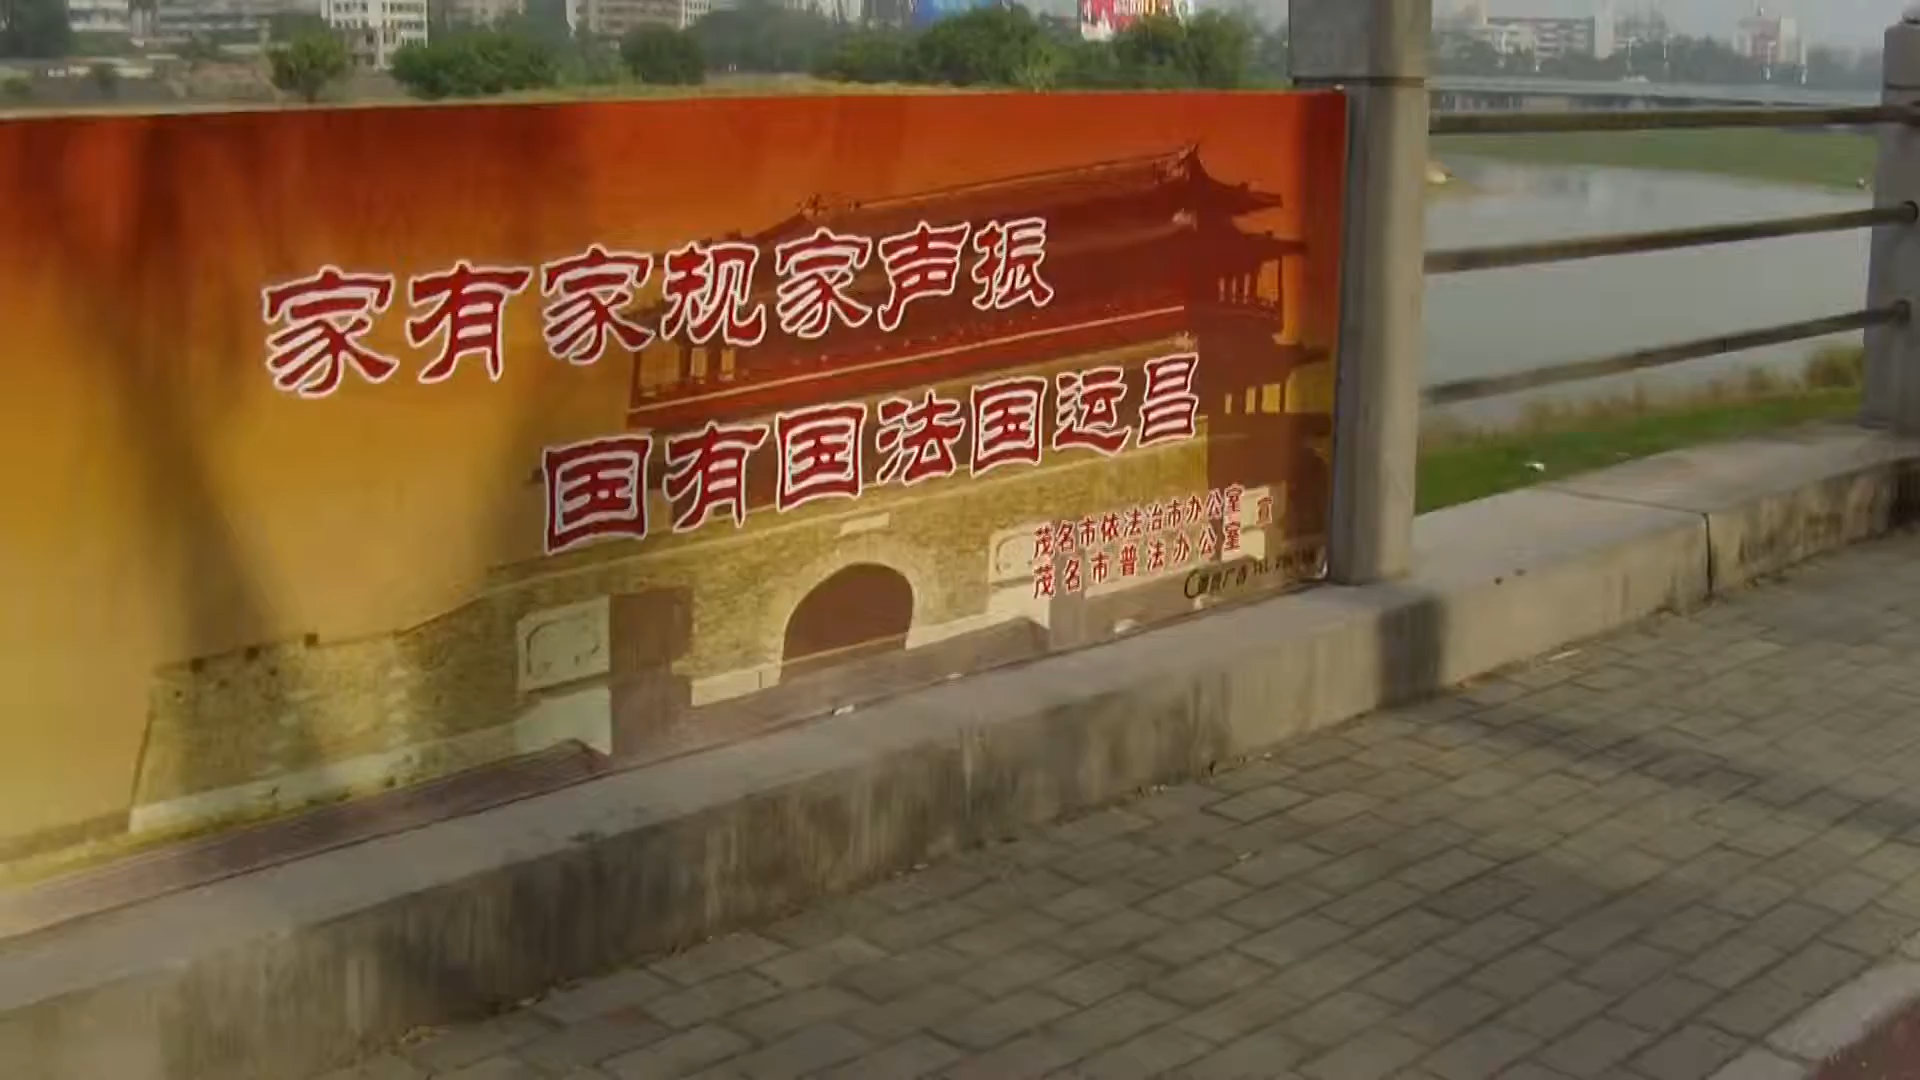 家有家规家声振
国有国法国运昌
茂名市依法治市办公室 宣
茂名市普法办公室